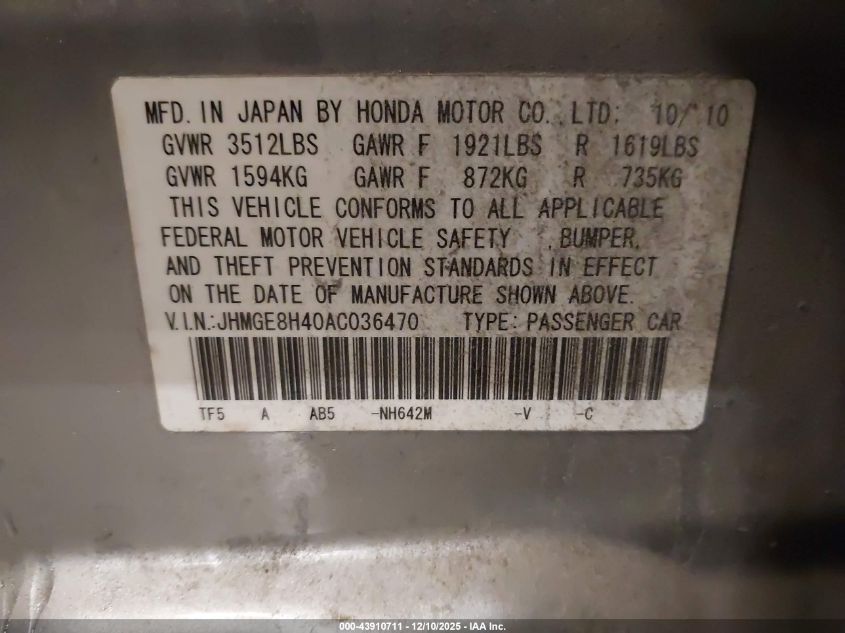 MFD. IN JAPAN BY HONDA MOTOR CO., LTD: 10/10
GVWR 3512LBS GAWR F 1921LBS R 1619LBS
GVWR 1594KG GAWR F 872KG R 735KG
THIS VEHICLE CONFORMS TO ALL APPLICABLE
FEDERAL MOTOR VEHICLE SAFETY , BUMPER,
AND THEFT PREVENTION STANDARDS IN EFFECT
ON THE DATE OF MANUFACTURE SHOWN ABOVE.
V.I.N.:JHMGE8H40AC036470 TYPE: PASSENGER CAR
TF5 A AB5 -NH642M -V -C
000-43910711 - 12/10/2025 - IAA Inc.